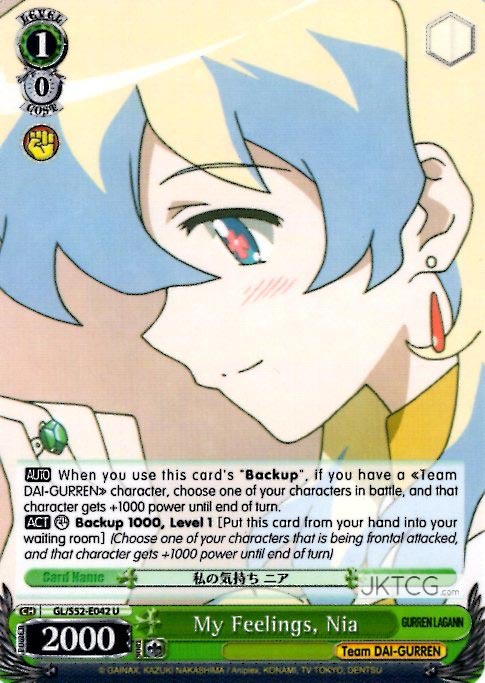 LEVEL
1
0
COST
AUTO When you use this card's "Backup", if you have a «Team
DAI-GURREN» character, choose one of your characters in battle, and that
character gets +1000 power until end of turn.
ACT Backup 1000, Level 1 [Put this card from your hand into your
waiting room] (Choose one of your characters that is being frontal attacked,
and that character gets +1000 power until end of turn)
Card Name 私の気持ち ニア
JKTCG.com
CH GL/S52-E042 U
POWER 2000 SOUL
My Feelings, Nia
GURREN LAGANN
Team DAI-GURREN
© GAINAX, KAZUKI NAKASHIMA / Aniplex, KONAMI, TV TOKYO, DENTSU